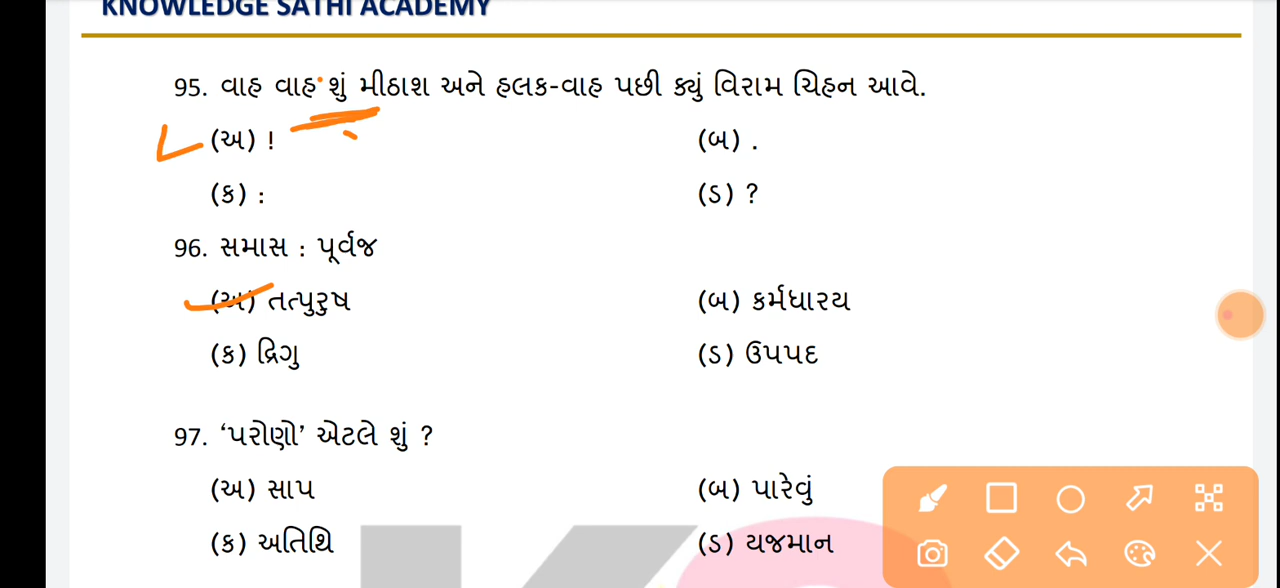 KNOWLEDGE SATHI ACADEMY
95. વાહ વાહ શું મીઠાશ અને હલક-વાહ પછી ક્યું વિરામ ચિહન આવે.
(અ) ! (બ) .
(ક) : (ડ) ?
96. સમાસ : પૂર્વજ
(અ) તત્પુરુષ (બ) કર્મધારય
(ક) દ્રિગુ (ડ) ઉપપદ
97. ‘પરોણો’ એટલે શું ?
(અ) સાપ (બ) પારેવું
(ક) અતિથિ (ડ) યજમાન